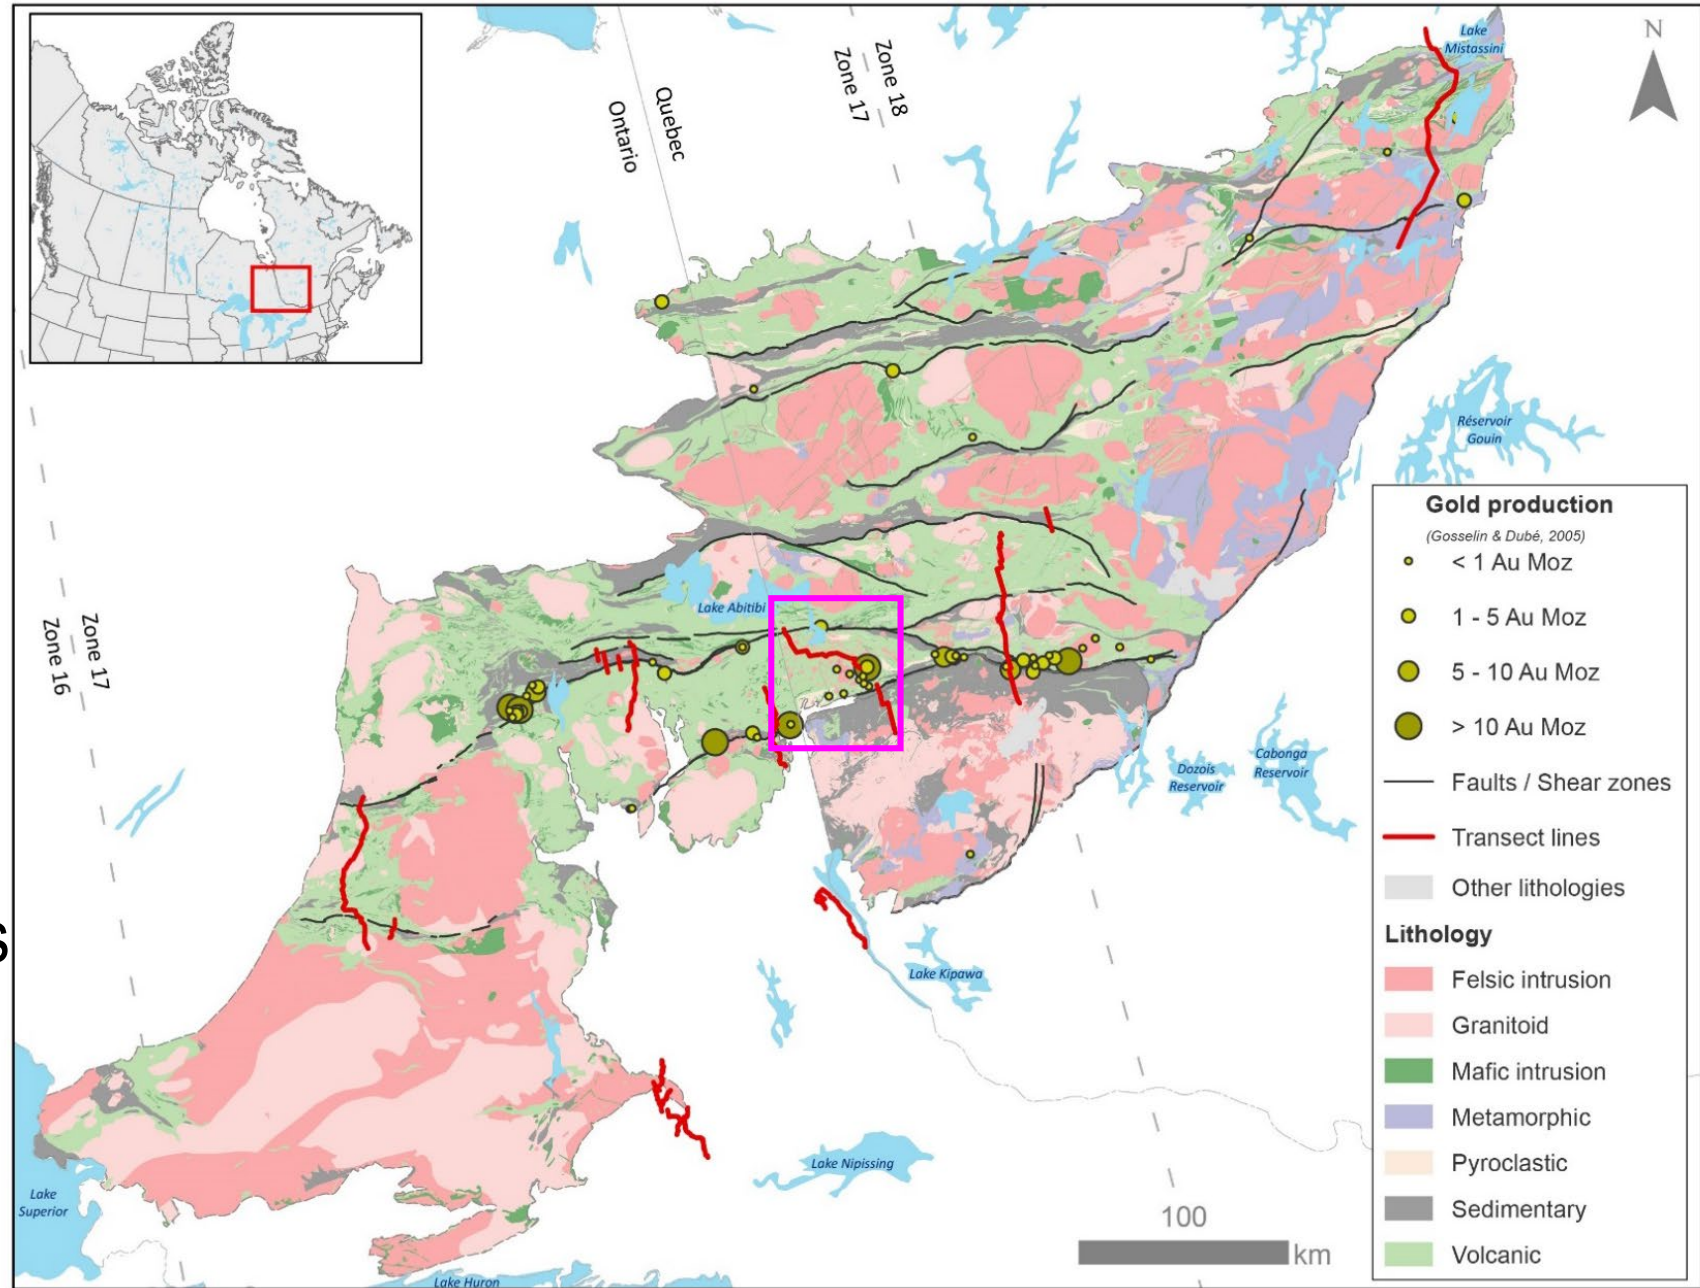 Lake
Mistassini
N
Zone 17
Zone 18
Ontario
Quebec
Réservoir
Gouin
Lake Abitibi
Zone 16
Zone 17
Dozois
Reservoir
Cabonga
Reservoir
S
Lake Kipawa
Lake Nipissing
Lake
Superior
Lake Huron
100
km
Gold production
(Gosselin & Dubé, 2005)
< 1 Au Moz
1 - 5 Au Moz
5 - 10 Au Moz
> 10 Au Moz
Faults / Shear zones
Transect lines
Other lithologies
Lithology
Felsic intrusion
Granitoid
Mafic intrusion
Metamorphic
Pyroclastic
Sedimentary
Volcanic